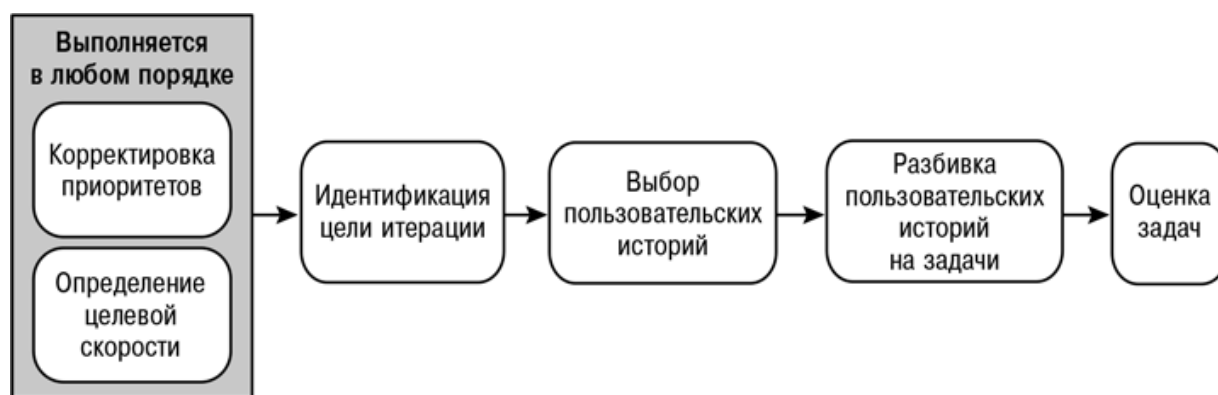 Выполняется
в любом порядке
Корректировка
приоритетов
Определение
целевой
скорости
Идентификация
цели итерации
Выбор
пользовательских
историй
Разбивка
пользовательских
историй
на задачи
Оценка
задач